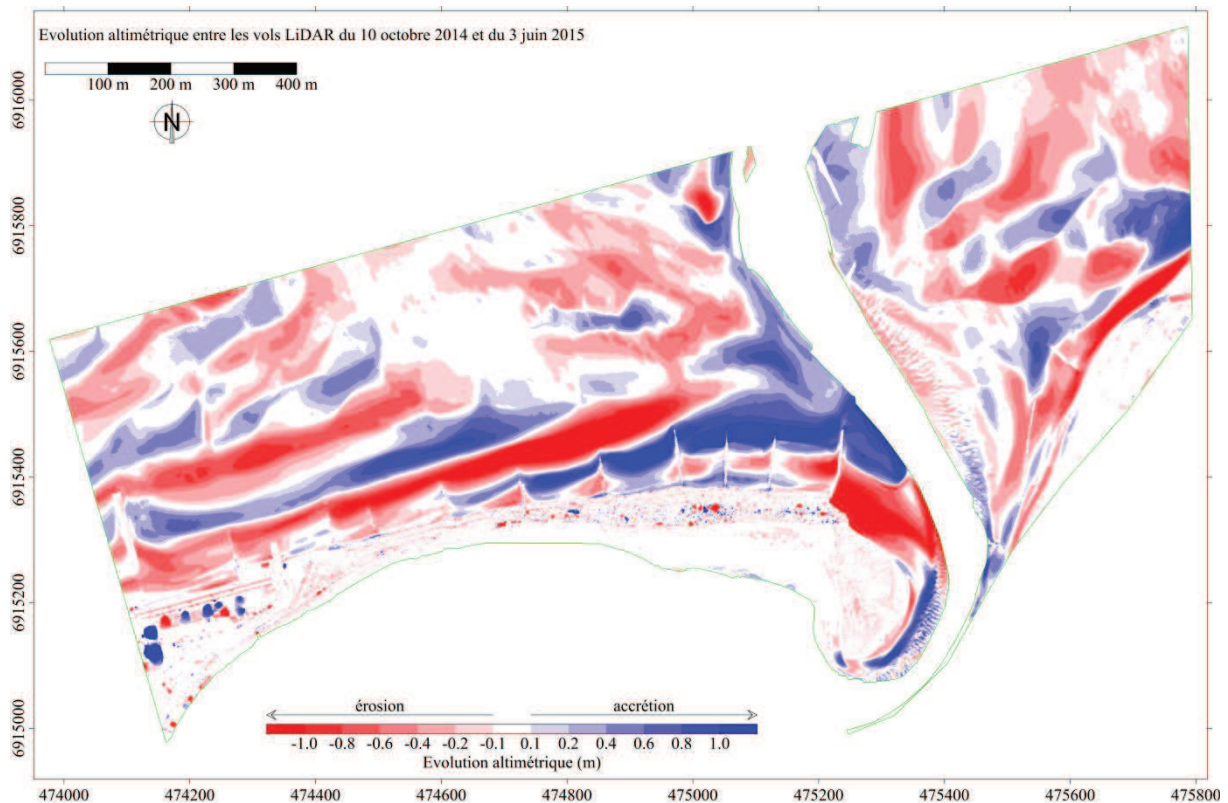 Evolution altimétrique entre les vols LiDAR du 10 octobre 2014 et du 3 juin 2015
100 m 200 m 300 m 400 m
N
6916000
6915800
6915600
6915400
6915200
6915000
érosion accrétion
-1.0 -0.8 -0.6 -0.4 -0.2 -0.1 0.1 0.2 0.4 0.6 0.8 1.0
Evolution altimétrique (m)
474000 474200 474400 474600 474800 475000 475200 475400 475600 475800